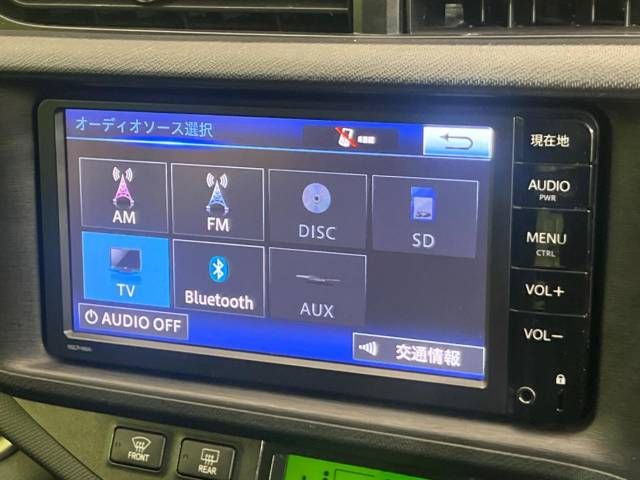 オーディオソース選択
現在地
AM
FM
DISC
SD
AUDIO
PWR
TV
Bluetooth
AUX
MENU
CTRL
VOL+
AUDIO OFF
交通情報
VOL−
FRONT
REAR